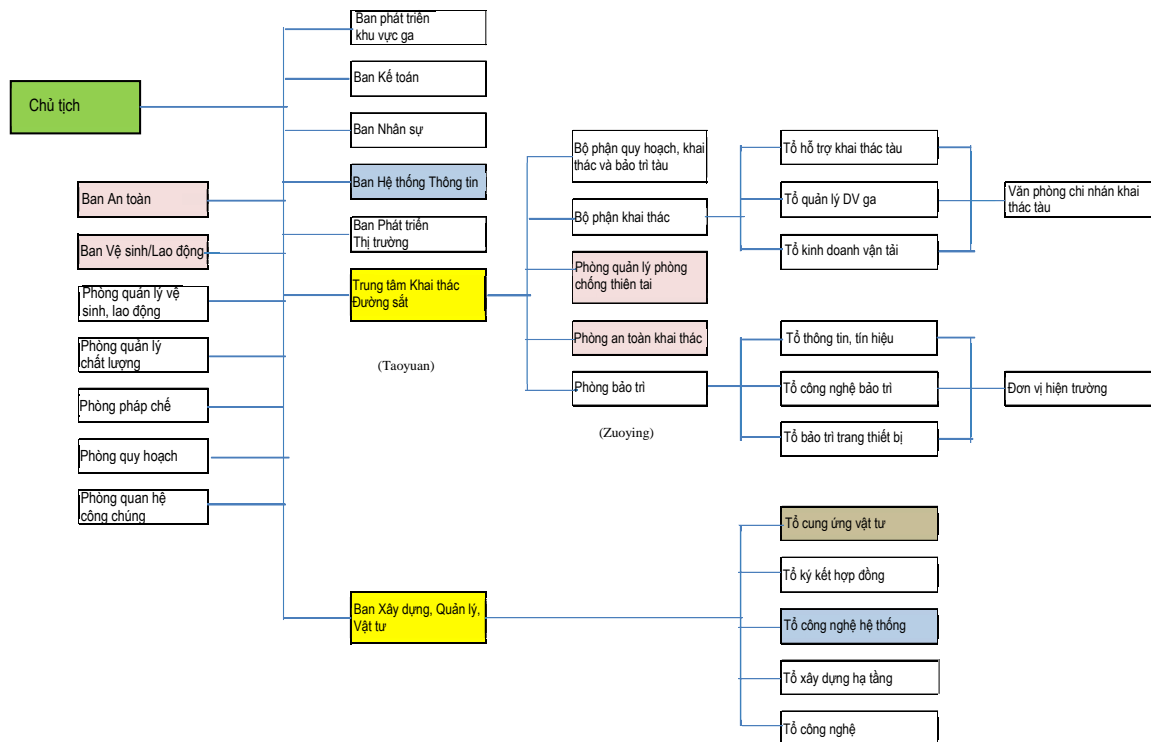 Chủ tịch
Ban An toàn
Ban Vệ sinh/Lao động
Phòng quản lý vệ
sinh, lao động
Phòng quản lý
chất lượng
Phòng pháp chế
Phòng quy hoạch
Phòng quan hệ
công chúng
Ban phát triên
khu vực ga
Ban Kế toán
Ban Nhân sự
Ban Hệ thống Thông tin
Ban Phát triển
Thị trường
Trung tâm Khai thác
Đường sắt
(Taoyuan)
Ban Xây dựng, Quản lý,
Vật tư
Bộ phận quy hoạch, khai
thác và bảo trì tàu
Bộ phận khai thác
Phòng quản lý phòng
chống thiên tai
Phòng an toàn khai thác
Phòng bảo trì
(Zuoying)
Tổ hỗ trợ khai thác tàu
Tổ quản lý DV ga
Tổ kinh doanh vận tải
Tổ thông tin, tín hiệu
Tổ công nghệ bảo trì
Tổ bảo trì trang thiết bị
Văn phòng chi nhán khai
thác tàu
Đơn vị hiện trường
Tổ cung ứng vật tư
Tổ ký kết hợp đồng
Tổ công nghệ hệ thống
Tổ xây dựng hạ tầng
Tổ công nghệ